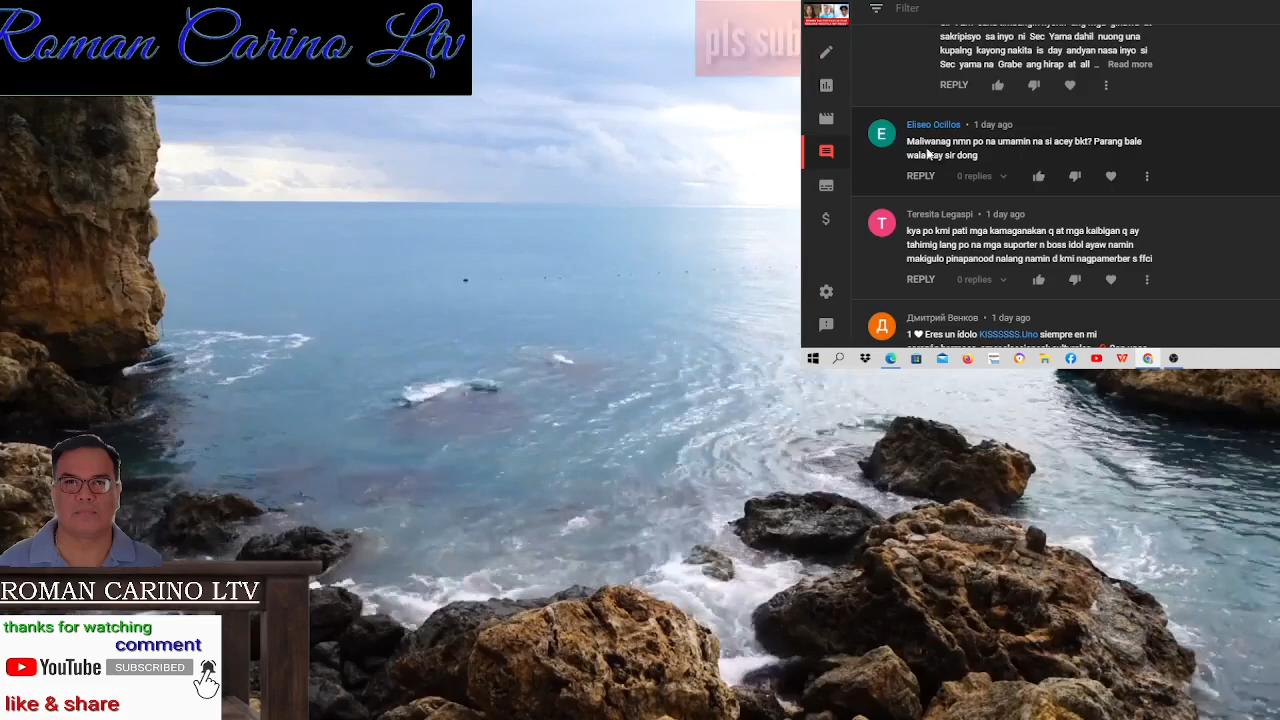 Roman Carino Ltv
pls sub
Filter
sakripisyo sa inyo ni Sec Yama dahil nuong una
kupaing kayong nakita is day andyan nasa inyo si
Sec yama na Grabe ang hirap at all ... Read more
REPLY
E
Eliseo Ocillos • 1 day ago
Maliwanag nmn po na umamin na si acey bkt? Parang bale
wala kay sir dong
REPLY 0 replies
T
Teresita Legaspi • 1 day ago
kya po kmi pati mga kamaganakan q at mga kaibigan q ay
tahimig lang po na mga suporter n boss idol ayaw namin
makigulo pinapanood nalang namin d kmi nagpamerber s ffci
REPLY 0 replies
Д
Дмитрий Венков • 1 day ago
1 ❤ Eres un ídolo KISSSSSS.Uno siempre en mi
ROMAN CARINO LTV
thanks for watching
comment
YouTube SUBSCRIBED
like & share